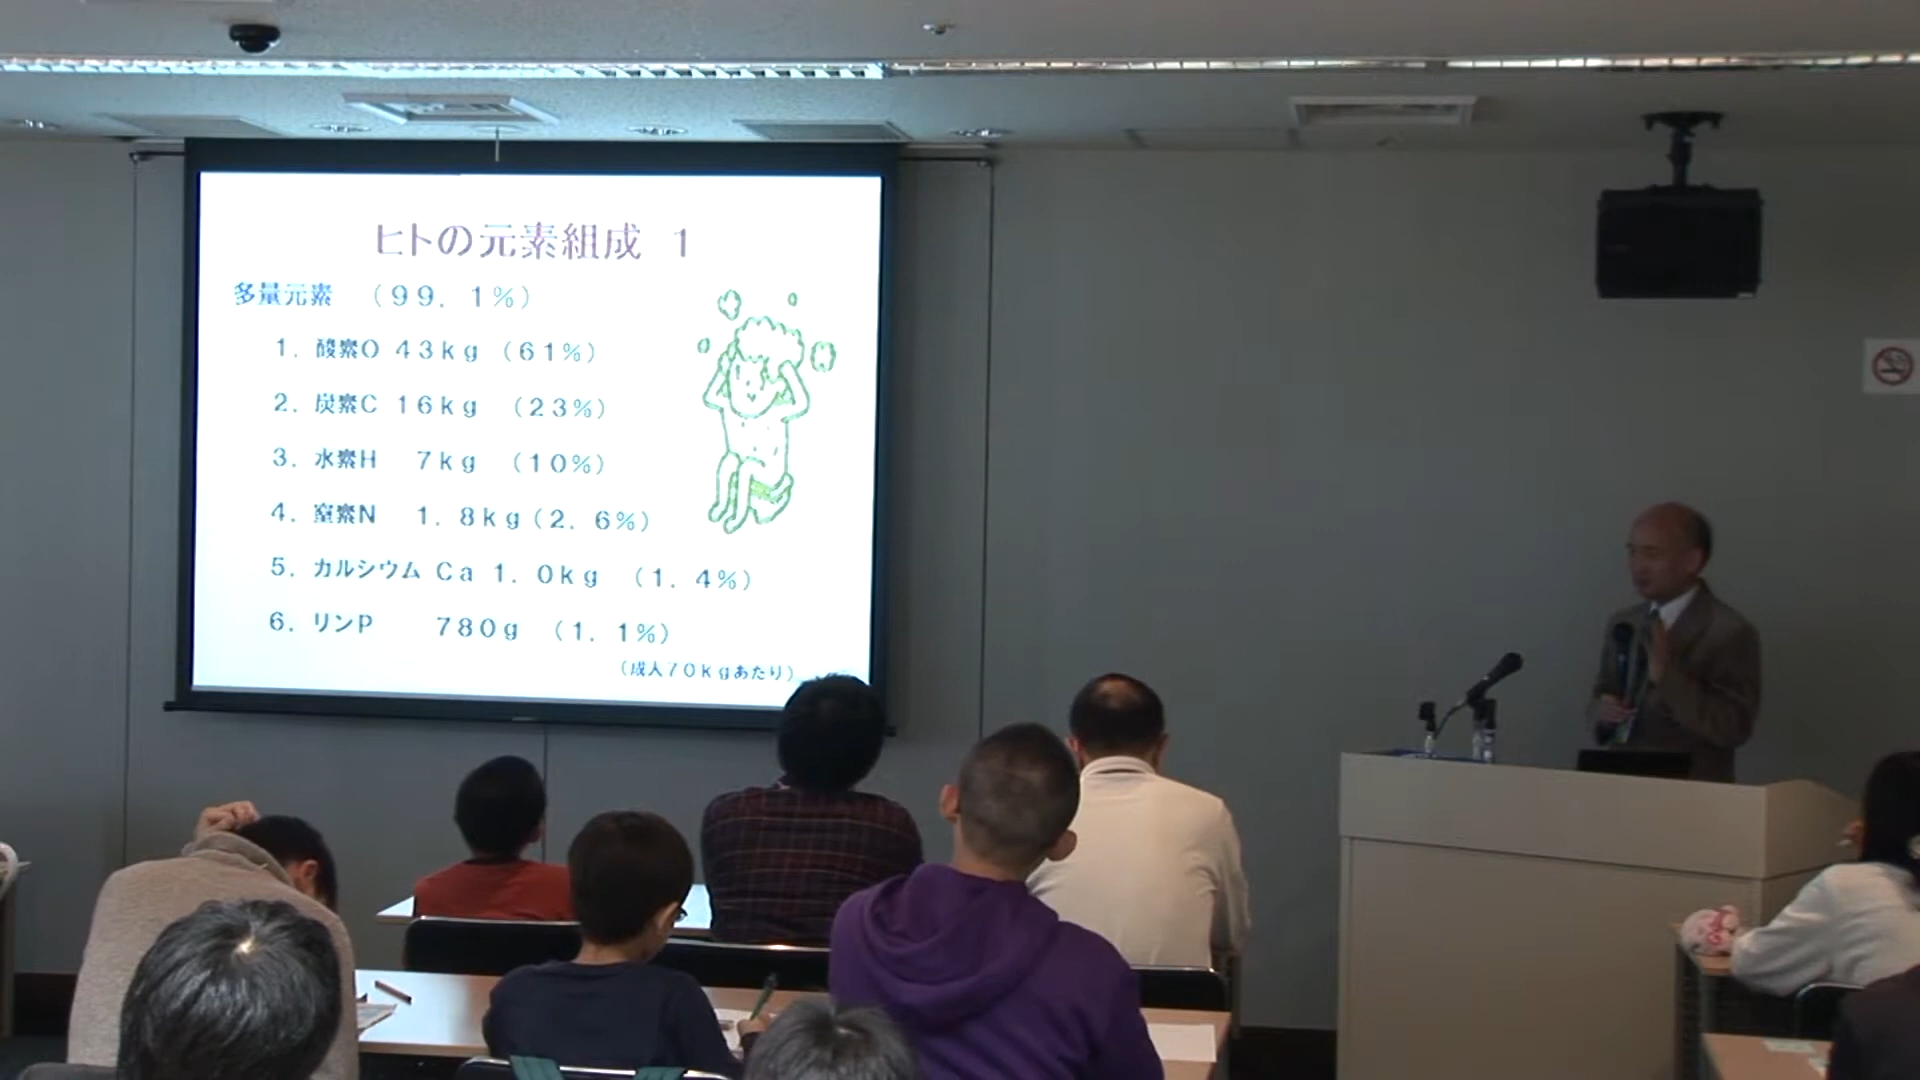 ヒトの元素組成 1
多量元素 (99.1%)
1. 酸素O 43kg (61%)
2. 炭素C 16kg (23%)
3. 水素H 7kg (10%)
4. 窒素N 1.8kg(2.6%)
5. カルシウム Ca 1.0kg (1.4%)
6. リンP 780g (1.1%)
(成人70kgあたり)